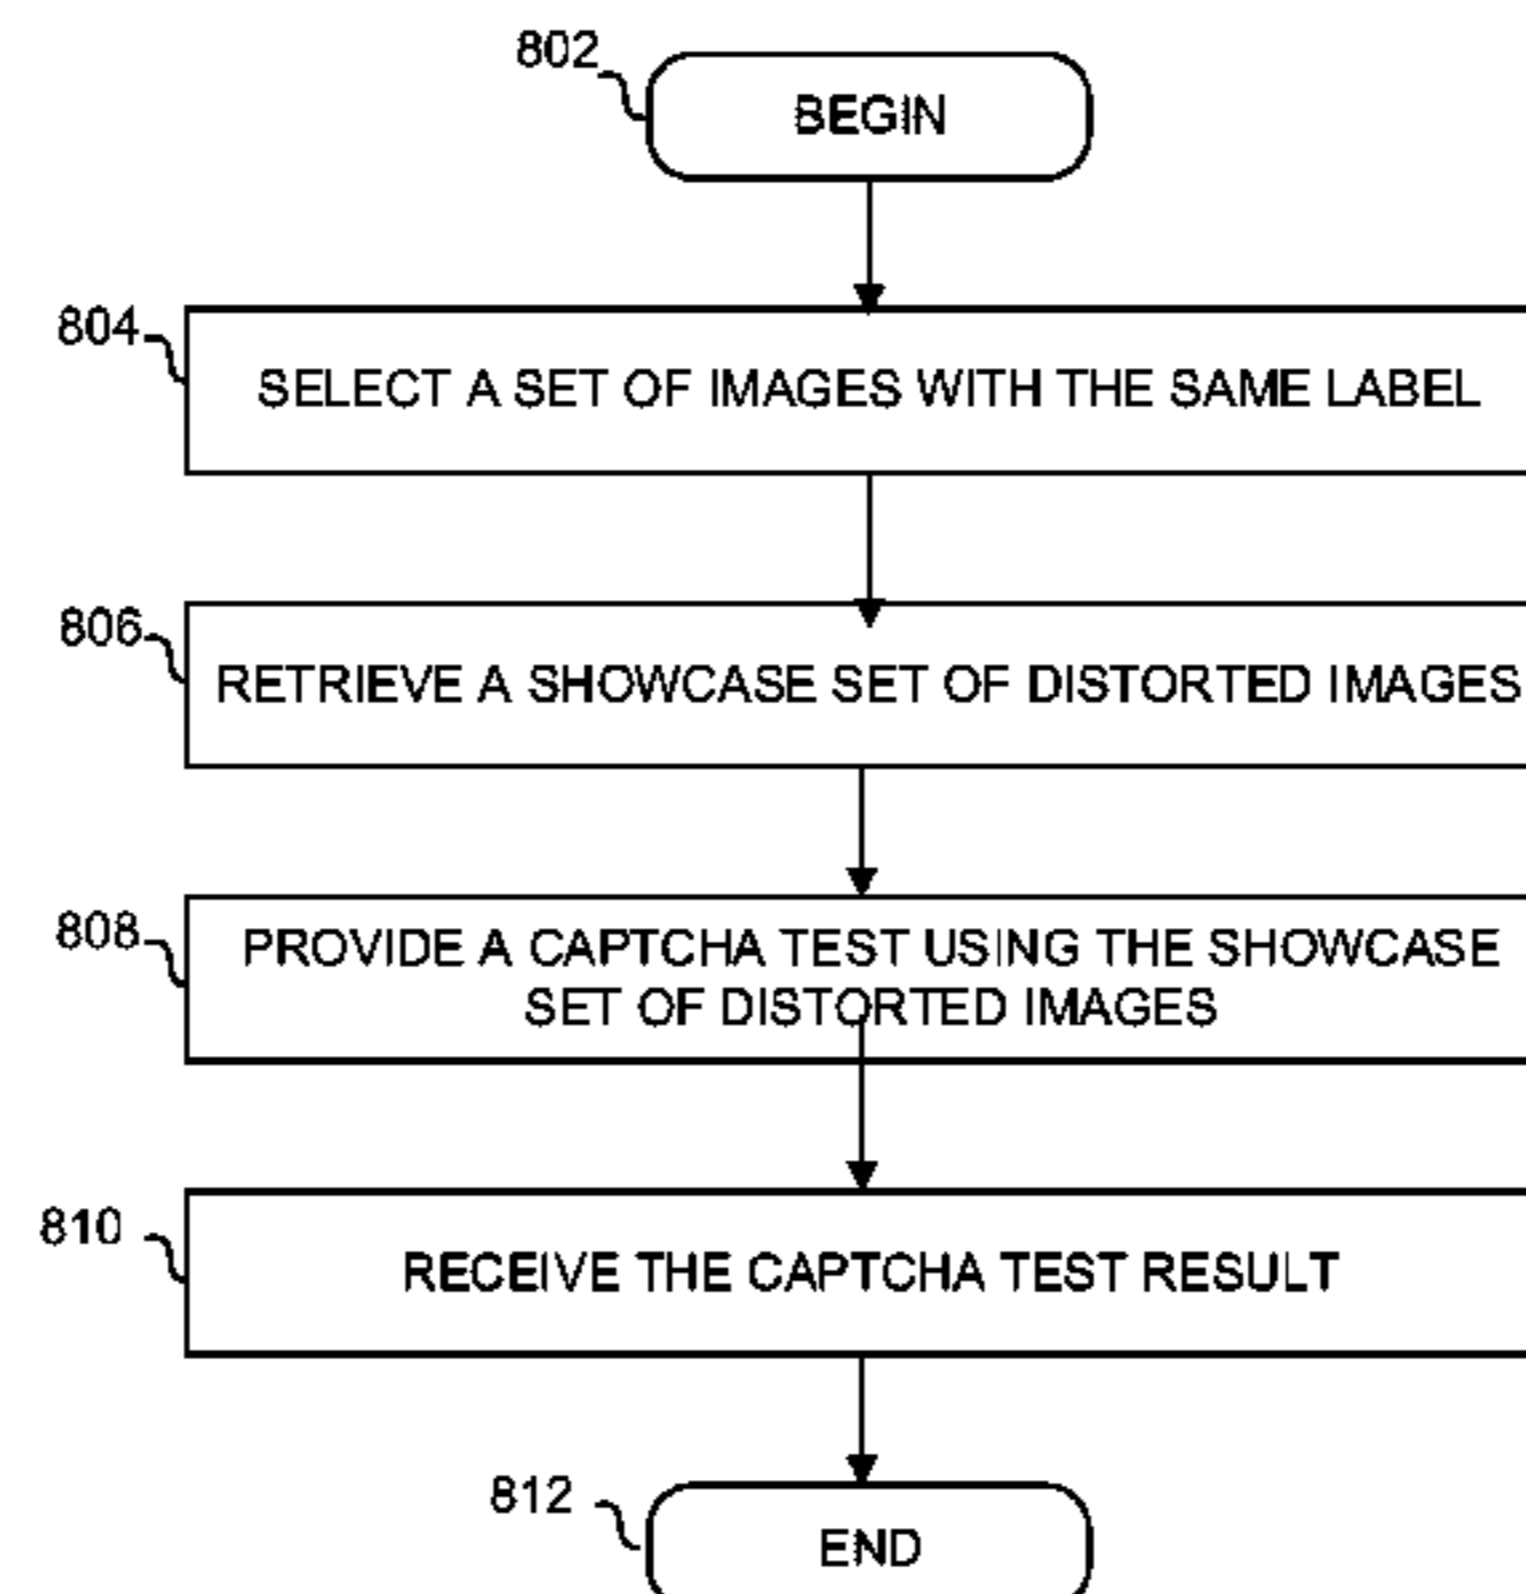 802
BEGIN
804
SELECT A SET OF IMAGES WITH THE SAME LABEL
806
RETRIEVE A SHOWCASE SET OF DISTORTED IMAGES
808
PROVIDE A CAPTCHA TEST USING THE SHOWCASE
SET OF DISTORTED IMAGES
810
RECEIVE THE CAPTCHA TEST RESULT
812
END